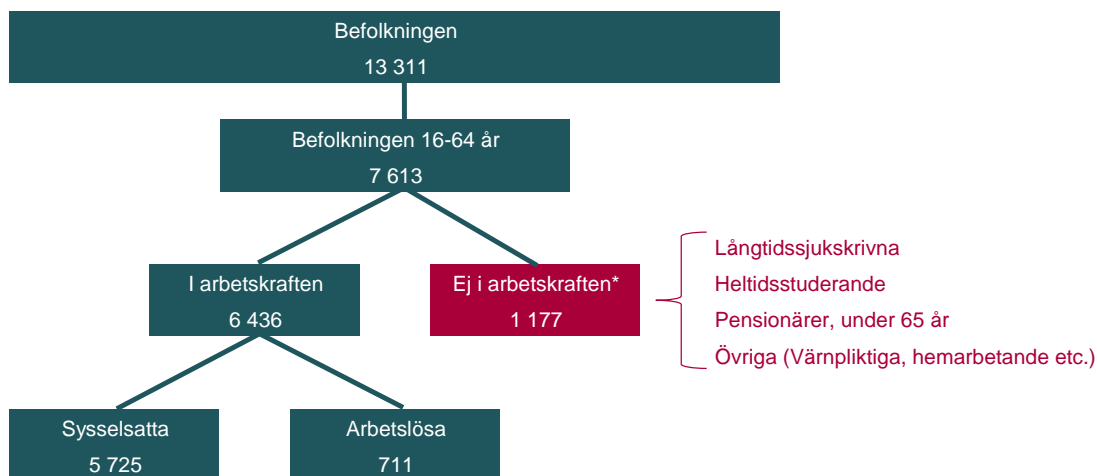 Befolkningen
13 311
Befolkningen 16-64 år
7 613
I arbetskraften
6 436
Ej i arbetskraften*
1 177
Långtidssjukskrivna
Heltidsstuderande
Pensionärer, under 65 år
Övriga (Värnpliktiga, hemarbetande etc.)
Sysselsatta
5 725
Arbetslösa
711